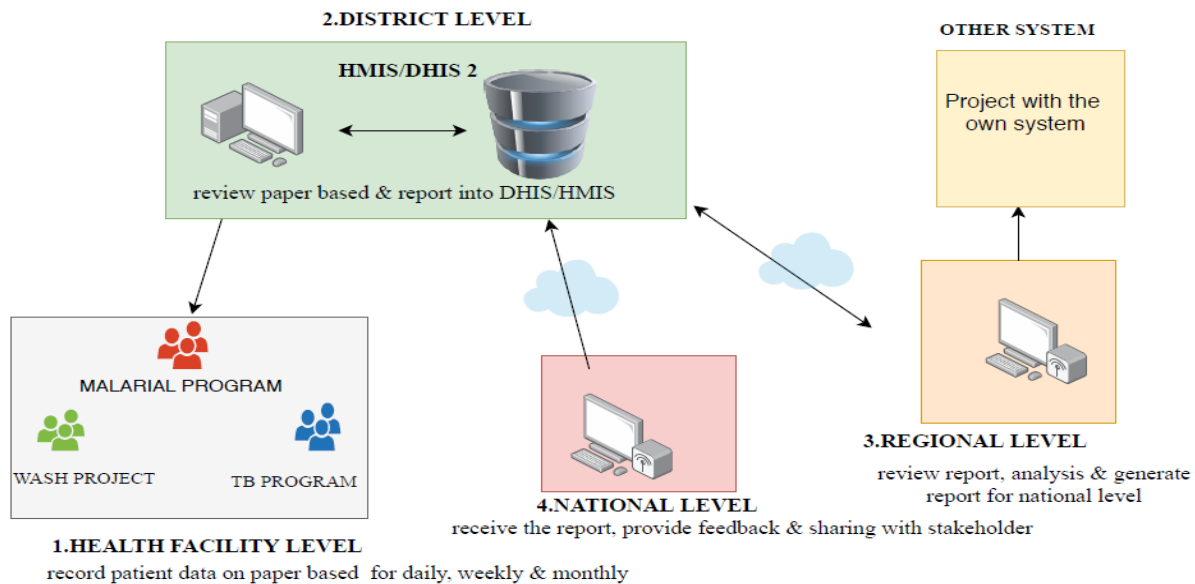 2.DISTRICT LEVEL
HMIS/DHIS 2
review paper based & report into DHIS/HMIS
OTHER SYSTEM
Project with the
own system
MALARIAL PROGRAM
WASH PROJECT
TB PROGRAM
1.HEALTH FACILITY LEVEL
record patient data on paper based for daily, weekly & monthly
4.NATIONAL LEVEL
receive the report, provide feedback & sharing with stakeholder
3.REGIONAL LEVEL
review report, analysis & generate
report for national level